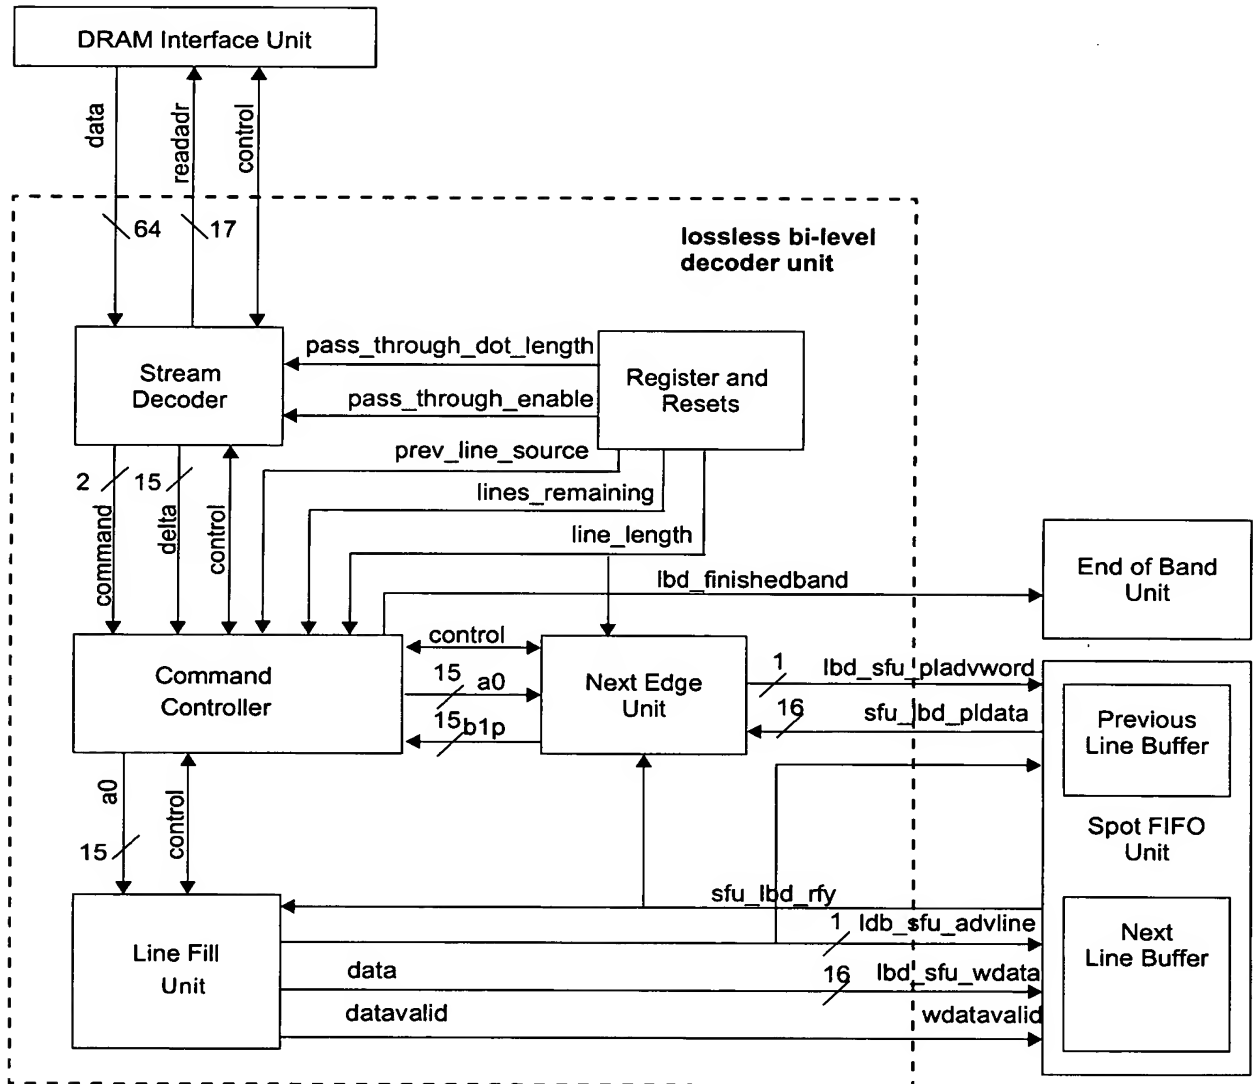 DRAM Interface Unit
data
readadr
control
64
17
lossless bi-level
decoder unit
Stream
Decoder
pass_through_dot_length
pass_through_enable
Register and
Resets
prev_line_source
lines_remaining
line_length
2
15
command
delta
control
lbd_finishedband
End of Band
Unit
Command
Controller
control
15
a0
15
b1p
Next Edge
Unit
1
lbd_sfu_pladvword
16
sfu_lbd_pldata
Previous
Line Buffer
Spot FIFO
Unit
a0
15
control
sfu_lbd_rfy
1
ldb_sfu_advline
Next
Line Buffer
Line Fill
Unit
data
16
lbd_sfu_wdata
datavalid
wdatavalid